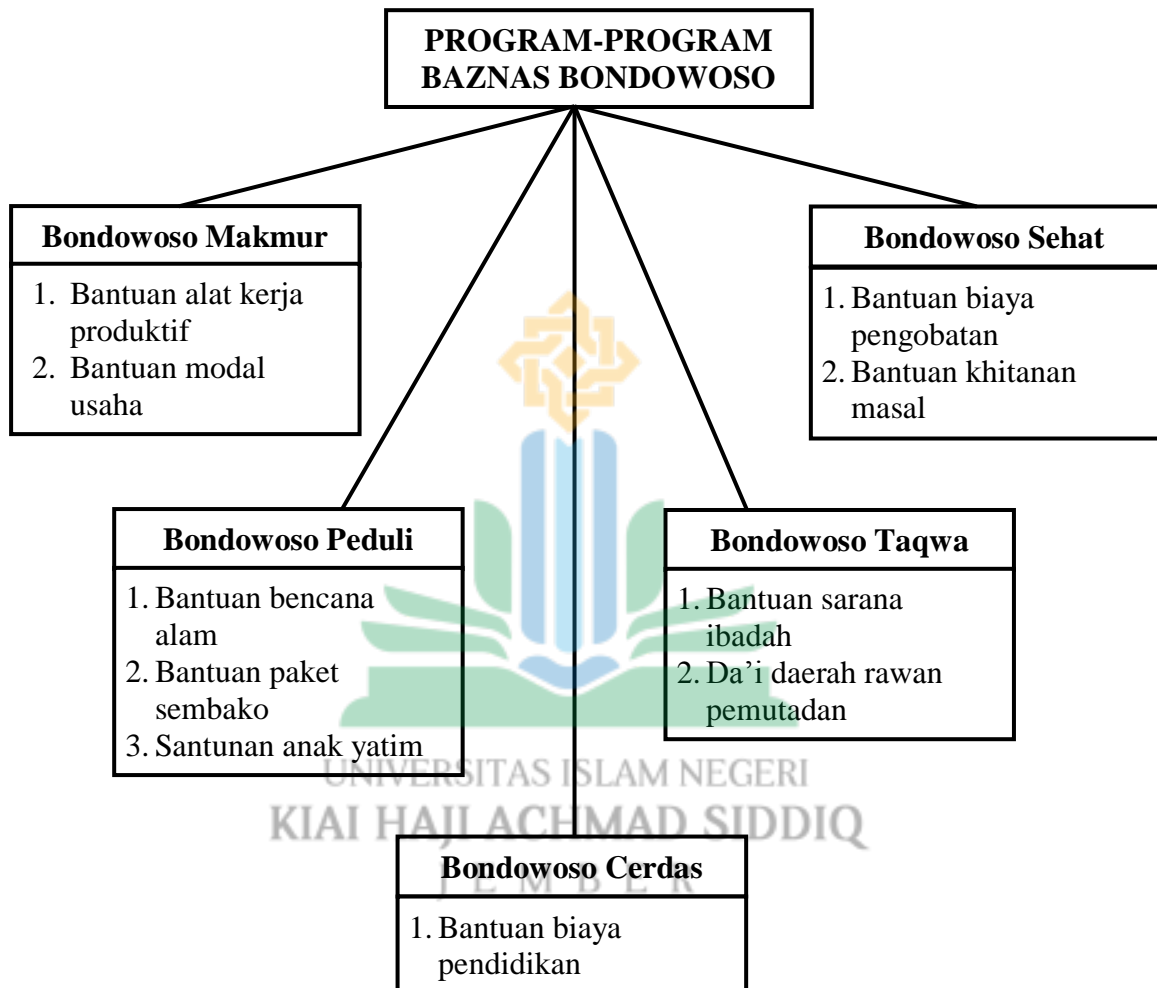 PROGRAM-PROGRAM
BAZNAS BONDOWOSO
Bondowoso Makmur
1. Bantuan alat kerja
produktif
2. Bantuan modal
usaha
Bondowoso Sehat
1. Bantuan biaya
pengobatan
2. Bantuan khitanan
masal
Bondowoso Peduli
1. Bantuan bencana
alam
2. Bantuan paket
sembako
3. Santunan anak yatim
Bondowoso Taqwa
1. Bantuan sarana
ibadah
2. Da’i daerah rawan
pemutadan
UNIVERSITAS ISLAM NEGERI
KIAI HAJI ACHMAD SIDDIQ
JEMBER
Bondowoso Cerdas
1. Bantuan biaya
pendidikan